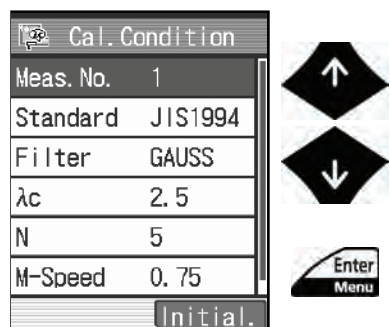 Cal. Condition
Meas. No. 1
Standard JIS1994
Filter GAUSS
λc 2.5
N 5
M-Speed 0.75
Initial.
Enter
Menu